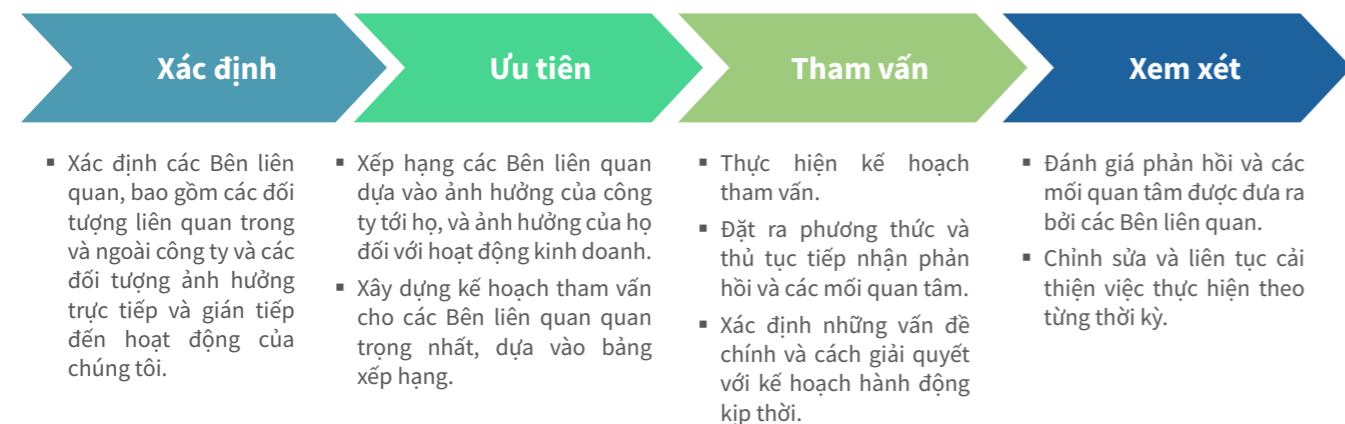 Xác định
Ưu tiên
Tham vấn
Xem xét
▪ Xác định các Bên liên
quan, bao gồm các đối
tượng liên quan trong
và ngoài công ty và các
đối tượng ảnh hưởng
trực tiếp và gián tiếp
đến hoạt động của
chúng tôi.
▪ Xếp hạng các Bên liên quan
dựa vào ảnh hưởng của công
ty tới họ, và ảnh hưởng của họ
đối với hoạt động kinh doanh.
▪ Xây dựng kế hoạch tham vấn
cho các Bên liên quan quan
trọng nhất, dựa vào bảng
xếp hạng.
▪ Thực hiện kế hoạch
tham vấn.
▪ Đặt ra phương thức và
thủ tục tiếp nhận phản
hồi và các mối quan tâm.
▪ Xác định những vấn đề
chính và cách giải quyết
với kế hoạch hành động
kịp thời.
▪ Đánh giá phản hồi và các
mối quan tâm được đưa ra
bởi các Bên liên quan.
▪ Chỉnh sửa và liên tục cải
thiện việc thực hiện theo
từng thời kỳ.